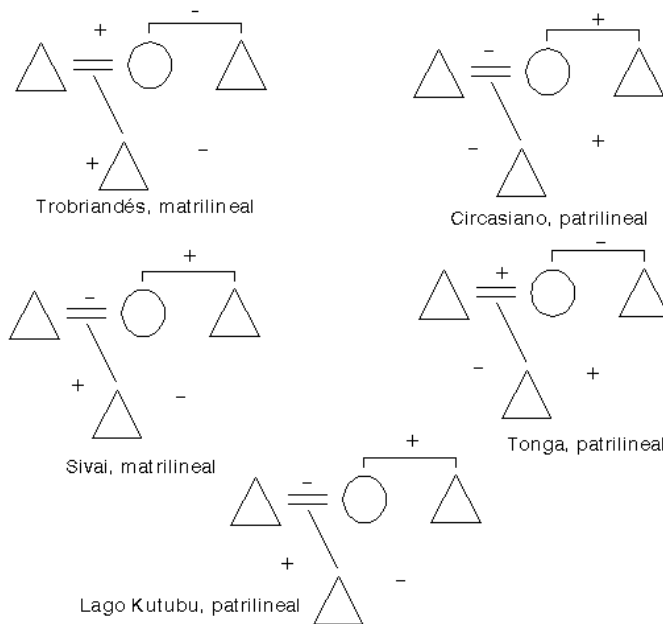 + -
+ -
Trobriandés, matrilineal
- +
- +
Circasiano, patrilineal
- +
+ -
Sivai, matrilineal
+ -
- +
Tonga, patrilineal
- +
+ -
Lago Kutubu, patrilineal